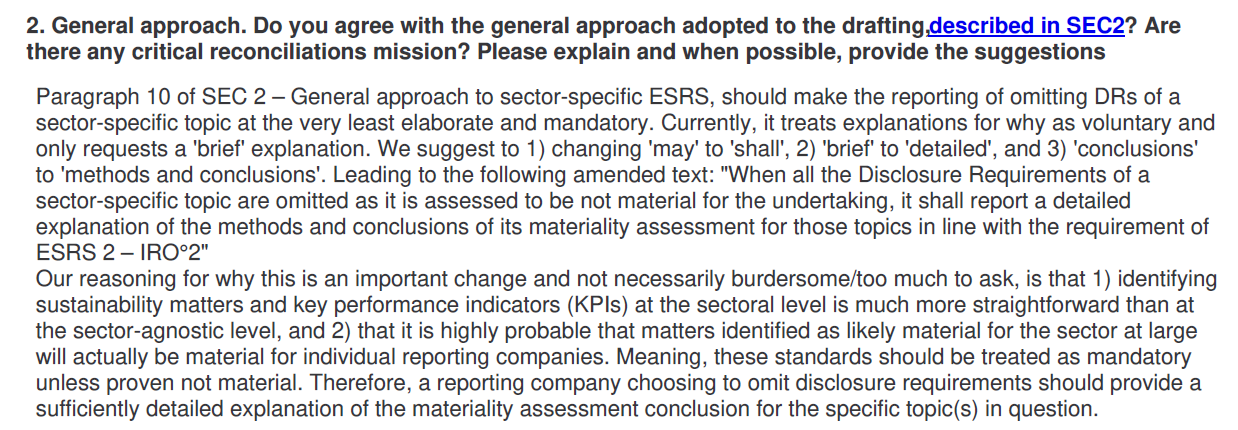 2. General approach. Do you agree with the general approach adopted to the drafting,described in SEC2? Are
there any critical reconciliations mission? Please explain and when possible, provide the suggestions
Paragraph 10 of SEC 2 – General approach to sector-specific ESRS, should make the reporting of omitting DRs of a
sector-specific topic at the very least elaborate and mandatory. Currently, it treats explanations for why as voluntary and
only requests a 'brief' explanation. We suggest to 1) changing 'may' to 'shall', 2) 'brief' to 'detailed', and 3) 'conclusions'
to 'methods and conclusions'. Leading to the following amended text: "When all the Disclosure Requirements of a
sector-specific topic are omitted as it is assessed to be not material for the undertaking, it shall report a detailed
explanation of the methods and conclusions of its materiality assessment for those topics in line with the requirement of
ESRS 2 – IRO°2"
Our reasoning for why this is an important change and not necessarily burdersome/too much to ask, is that 1) identifying
sustainability matters and key performance indicators (KPIs) at the sectoral level is much more straightforward than at
the sector-agnostic level, and 2) that it is highly probable that matters identified as likely material for the sector at large
will actually be material for individual reporting companies. Meaning, these standards should be treated as mandatory
unless proven not material. Therefore, a reporting company choosing to omit disclosure requirements should provide a
sufficiently detailed explanation of the materiality assessment conclusion for the specific topic(s) in question.